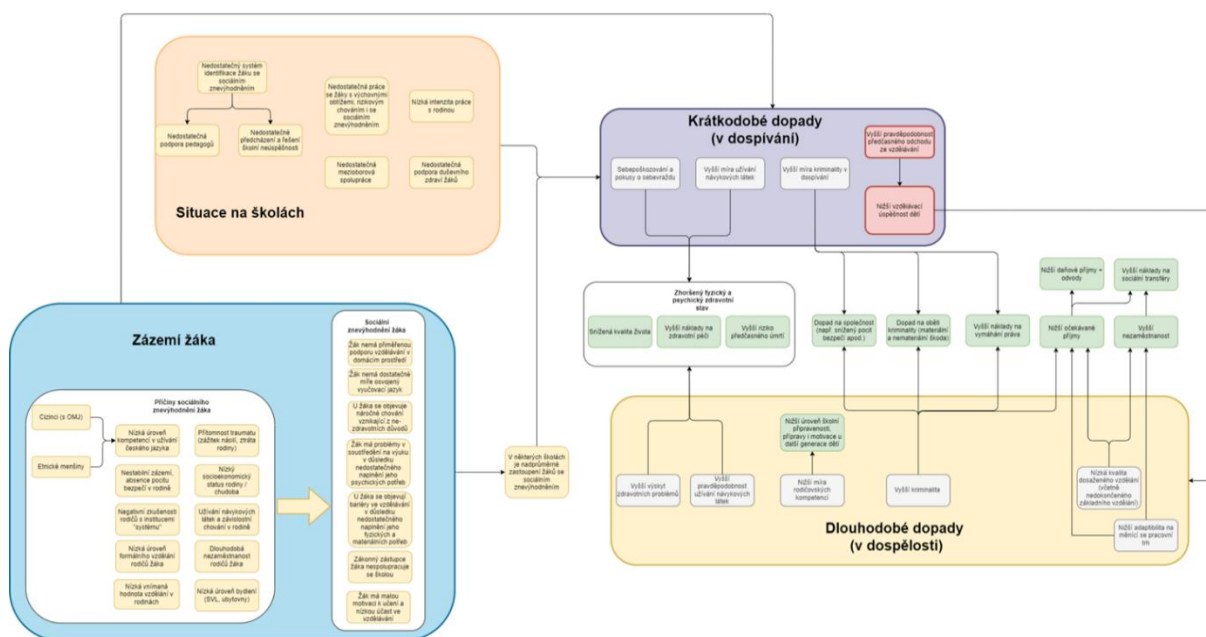 Nedostatečný systém
identifikace žáku se
sociálním
znevýhodněním
Nedostatečná
podpora pedagogů
Nedostatečné
předcházení a řešení
školní neúspěšnosti
Nedostatečná práce
se žáky s výchovnými
obtížemi, rizikovým
chováním i se
sociálním
znevýhodněním
Nízká intenzita práce
s rodinou
Nedostatečná
mezioborová
spolupráce
Nedostatečná
podpora duševního
zdraví žáků
Situace na školách
Krátkodobé dopady
(v dospívání)
Sebepoškozování a
pokusy o sebevraždu
Vyšší míra užívání
návykových látek
Vyšší míra kriminality v
dospívání
Vyšší pravděpodobnost
předčasného odchodu
ze vzdělávání
Nižší vzdělávací
úspěšnost dětí
Zhoršený fyzický a
psychický zdravotní
stav
Snížená kvalita života
Vyšší náklady na
zdravotní péči
Vyšší riziko
předčasného úmrtí
Dopad na společnost
(např. snížený pocit
bezpečí apod.)
Dopad na oběti
kriminality (materiální
a nemateriální škoda)
Vyšší náklady na
vymáhání práva
Nižší daňové příjmy +
odvody
Vyšší náklady na
sociální transféry
Nižší očekávané
příjmy
Vyšší
nezaměstnanost
Zázemí žáka
Příčiny sociálního
znevýhodnění žáka
Cizinci (s OMJ)
Etnické menšiny
Nízká úroveň
kompetencí v užívání
českého jazyka
Nestabilní zázemí,
absence pocitu
bezpečí v rodině
Negativní zkušenosti
rodičů s institucemi
"systému"
Nízká úroveň
formálního vzdělání
rodičů žáka
Nízká vnímaná
hodnota vzdělání v
rodinách
Přítomnost traumatu
(zážitek násilí, ztráta
rodiny)
Nízký
socioekonomický
status rodiny /
chudoba
Užívání návykových
látek a závislostní
chování v rodině
Dlouhodobé
nezaměstnanost
rodičů žáka
Nízká úroveň bydlení
(SVL, ubytovny)
Sociální
znevýhodnění žáka
Žák nemá přiměřenou
podporu vzdělávání v
domácím prostředí
Žák nemá dostatečně
míře osvojený
vyučovací jazyk
U žáka se objevuje
náročné chování
vznikající z ne-
zdravotních důvodů
Žák má problémy v
soustředění na výuku v
důsledku
nedostatečného
naplnění jeho
psychických potřeb
U žáka se objevují
bariéry ve vzdělávání
v důsledku
nedostatečného
naplnění jeho
fyzických a
materiálních potřeb
Zákonný zástupce
žáka nespolupracuje
se školou
Žák má malou
motivaci k učení a
nízkou účast ve
vzdělávání
V některých školách
je nadprůměrné
zastoupení žáků se
sociálním
znevýhodněním
Nižší úroveň školní
připravenosti,
přípravy i motivace u
další generace dětí
Vyšší výskyt
zdravotních problémů
Vyšší
pravděpodobnost
užívání návykových
látek
Nižší míra
rodičovských
kompetencí
Vyšší kriminalita
Nízká kvalita
dosaženého vzdělání
(včetně
nedokončeného
základního vzdělání)
Nižší adaptibilita na
měnící se pracovní
trh
Dlouhodobé dopady
(v dospělosti)